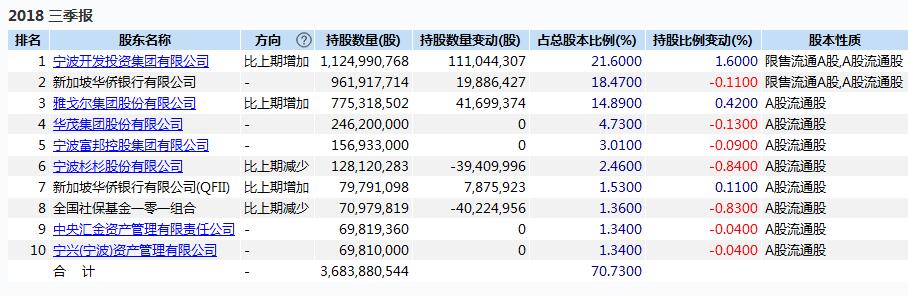 2018 三季报
排名 股东名称 方向 ? 持股数量(股) 持股数量变动(股) 占总股本比例(%) 持股比例变动(%) 股本性质
1 宁波开发投资集团有限公司 比上期增加 1,124,990,768 111,044,307 21.6000 1.6000 限售流通A股,A股流通股
2 新加坡华侨银行有限公司 - 961,917,714 19,886,427 18.4700 -0.1100 限售流通A股,A股流通股
3 雅戈尔集团股份有限公司 比上期增加 775,318,502 41,699,374 14.8900 0.4200 A股流通股
4 华茂集团股份有限公司 - 246,200,000 0 4.7300 -0.1300 A股流通股
5 宁波富邦控股集团有限公司 - 156,933,000 0 3.0100 -0.0900 A股流通股
6 宁波杉杉股份有限公司 比上期减少 128,120,283 -39,409,996 2.4600 -0.8400 A股流通股
7 新加坡华侨银行有限公司(QFII) 比上期增加 79,791,098 7,875,923 1.5300 0.1100 A股流通股
8 全国社保基金一零一组合 比上期减少 70,979,819 -40,224,956 1.3600 -0.8300 A股流通股
9 中央汇金资产管理有限责任公司 - 69,819,360 0 1.3400 -0.0400 A股流通股
10 宁兴(宁波)资产管理有限公司 - 69,810,000 0 1.3400 -0.0400 A股流通股
合 计 - 3,683,880,544 70.7300